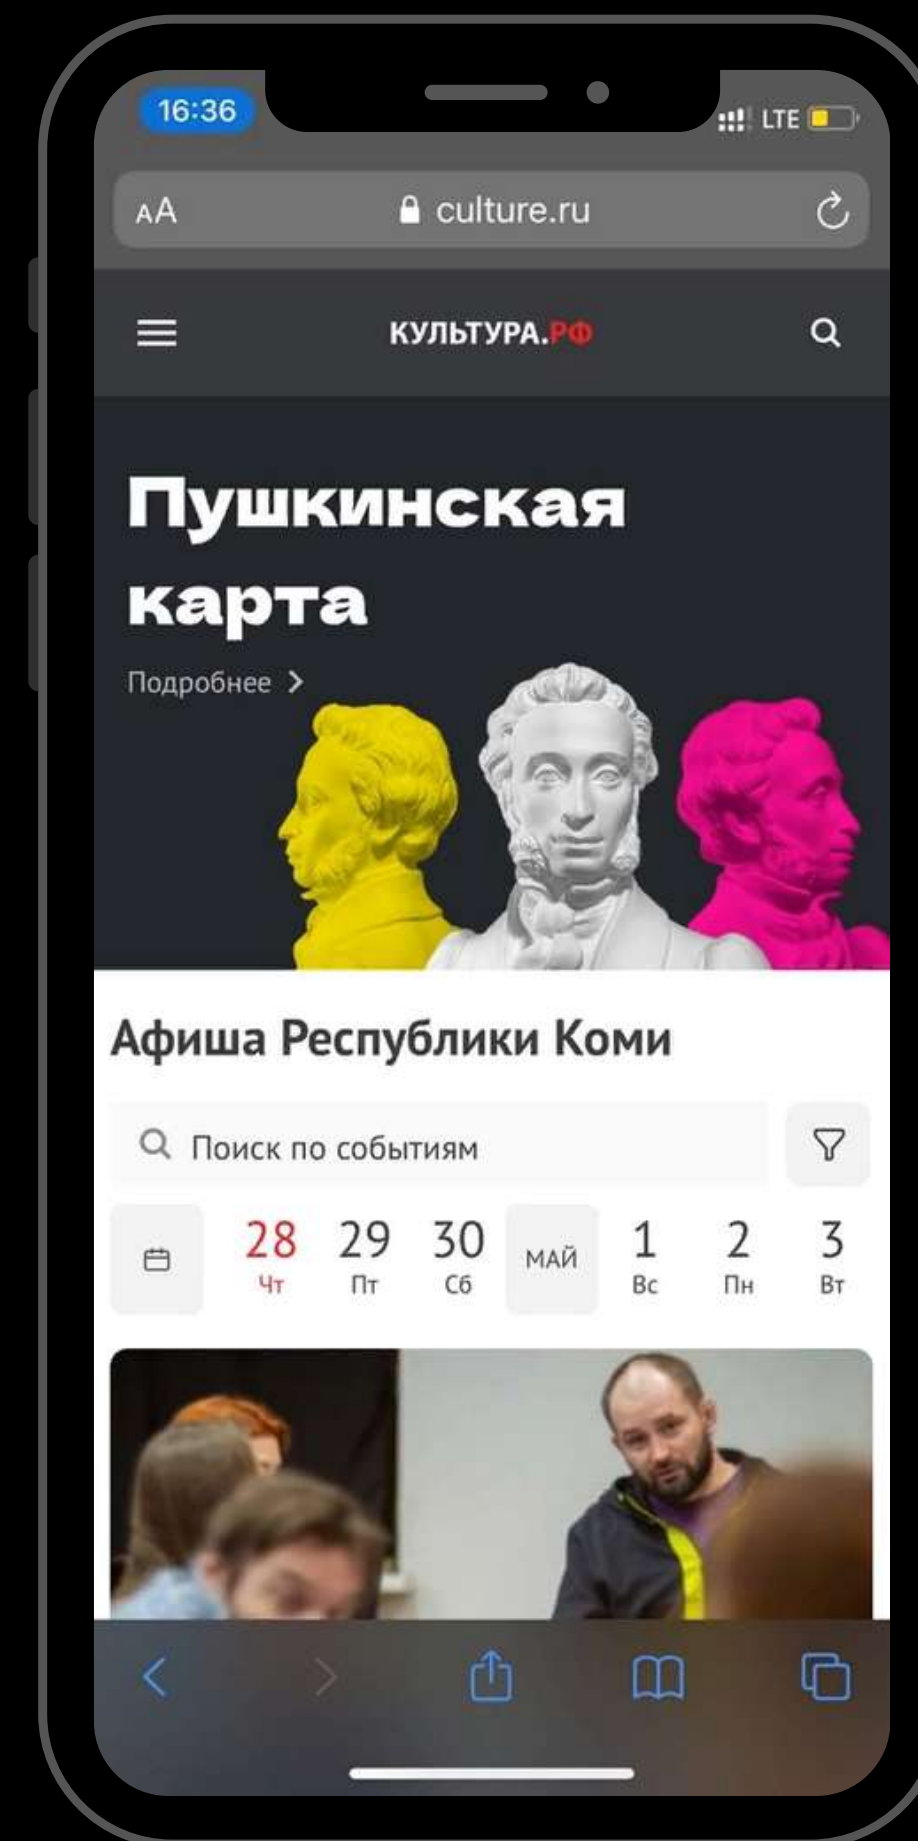 16:36
LTE
AA culture.ru
КУЛЬТУРА.РФ
Пушкинская
карта
Подробнее
Афиша Республики Коми
Поиск по событиям
28 29 30 МАЙ 1 2 3
Чт Пт Сб Вс Пн Вт